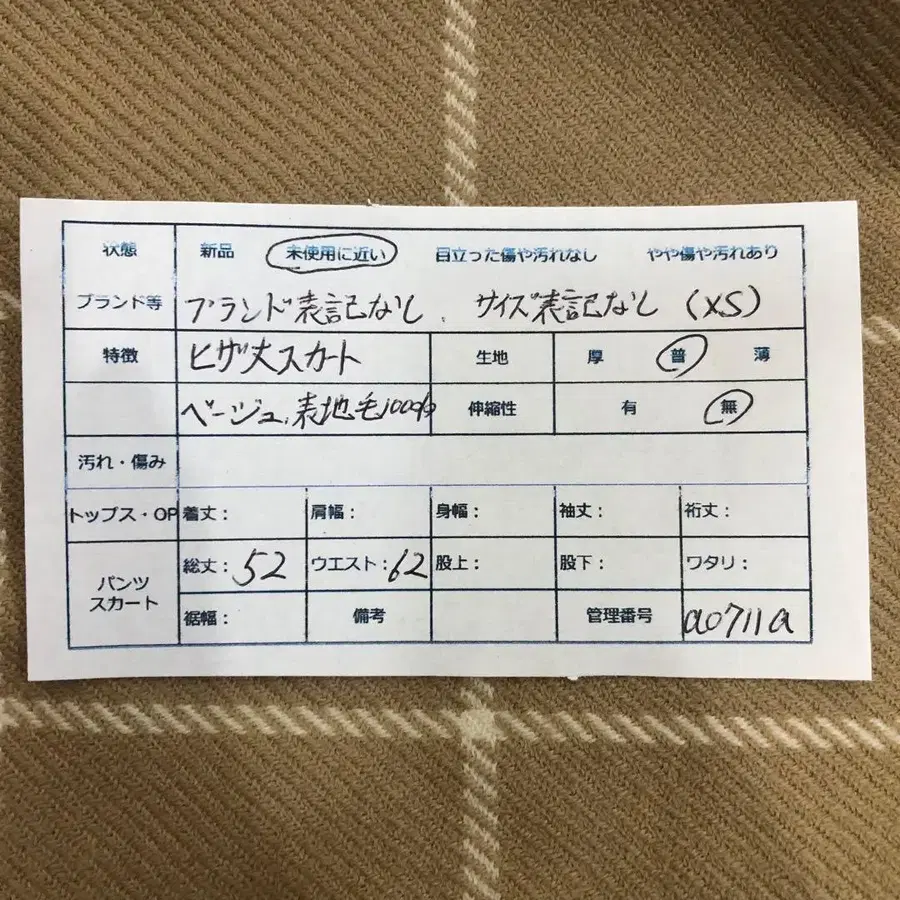 状態 新品 未使用に近い 目立った傷や汚れなし やや傷や汚れあり
ブランド等 ブランド表記なし、サイズ表記なし (XS)
特徴 ヒザ丈スカート 生地 厚 普 薄
ベージュ、表地毛100% 伸縮性 有 無
汚れ・傷み
トップス・OP 着丈: 肩幅: 身幅: 袖丈: 裄丈:
パンツ スカート 総丈:52 ウエスト:62 股上: 股下: ワタリ:
裾幅: 備考 管理番号 a0711a